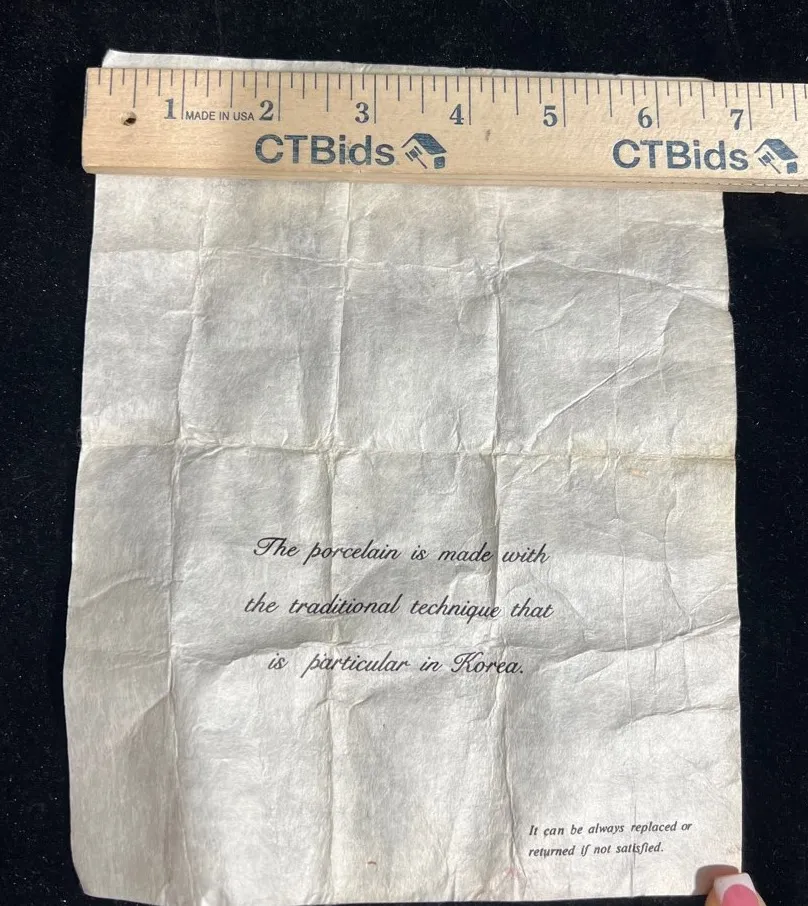 1 MADE IN USA 2 3 4 5 6 7
CTBids CTBids
The porcelain is made with
the traditional technique that
is particular in Korea.
It can be always replaced or
returned if not satisfied.